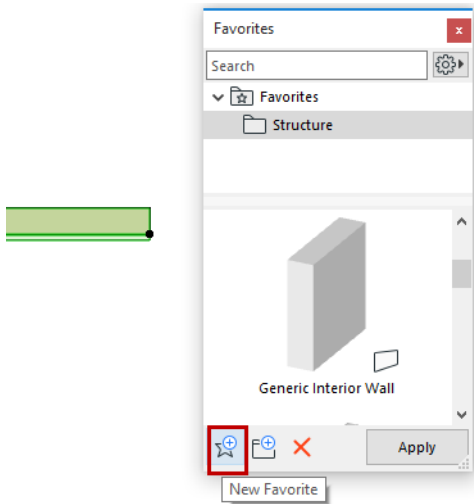 Favorites
x
Search
Favorites
Structure
Generic Interior Wall
Apply
New Favorite